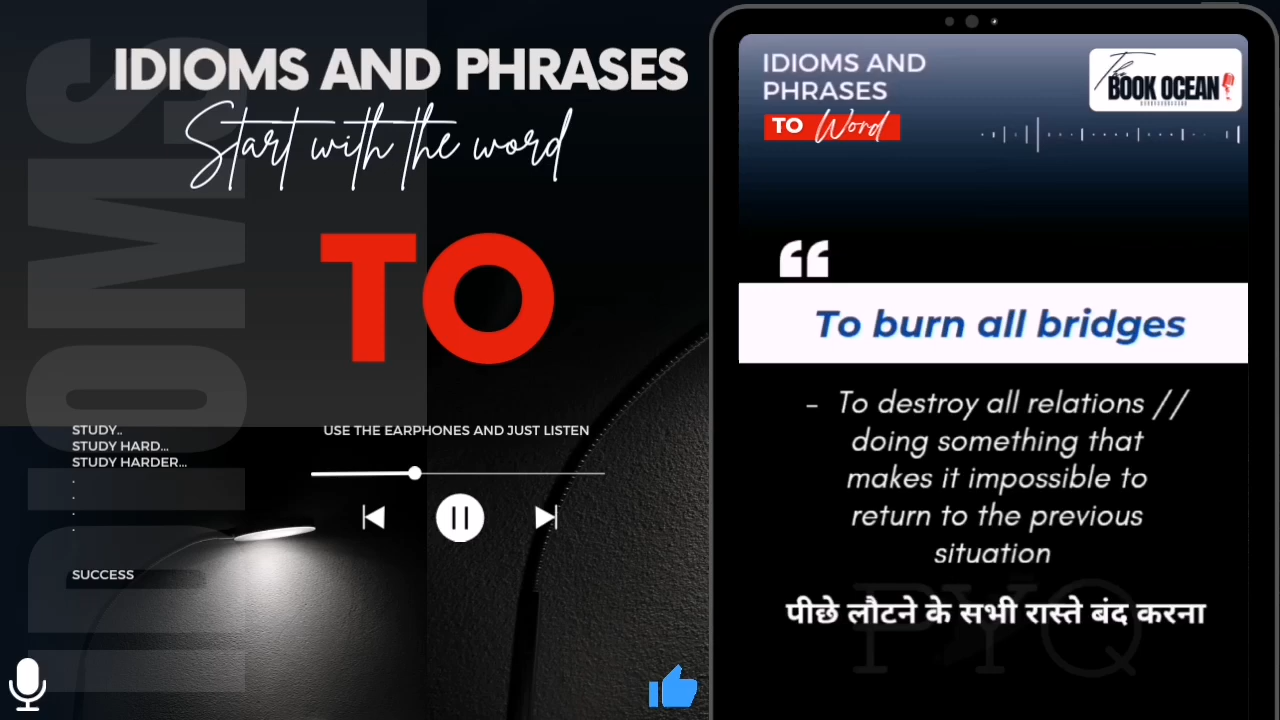 IDIOMS AND PHRASES
Start with the word
TO
IDIOMS
STUDY..
STUDY HARD...
STUDY HARDER...
.
.
.
.
SUCCESS
USE THE EARPHONES AND JUST LISTEN
IDIOMS AND
PHRASES
TO Word
The
BOOK OCEAN
To burn all bridges
- To destroy all relations //
doing something that
makes it impossible to
return to the previous
situation
पीछे लौटने के सभी रास्ते बंद करना
PYQ